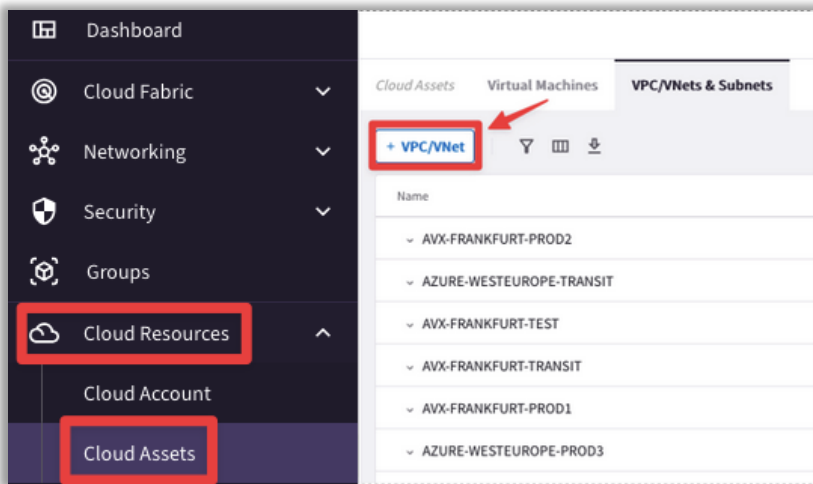 Dashboard
Cloud Fabric
Networking
Security
Groups
Cloud Resources
Cloud Account
Cloud Assets
Cloud Assets Virtual Machines VPC/VNets & Subnets
+ VPC/VNet
Name
AVX-FRANKFURT-PROD2
AZURE-WESTEUROPE-TRANSIT
AVX-FRANKFURT-TEST
AVX-FRANKFURT-TRANSIT
AVX-FRANKFURT-PROD1
AZURE-WESTEUROPE-PROD3